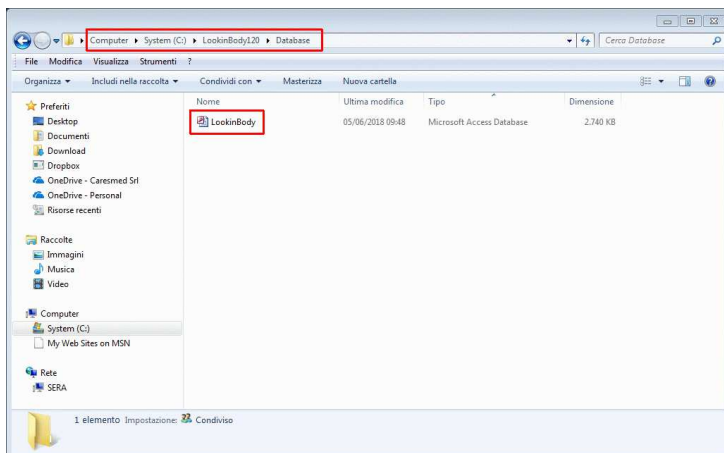 Computer ▸ System (C:) ▸ LookinBody120 ▸ Database
Cerca Database
File Modifica Visualizza Strumenti ?
Organizza Includi nella raccolta Condividi con Masterizza Nuova cartella
Nome Ultima modifica Tipo Dimensione
LookinBody 05/06/2018 09:48 Microsoft Access Database 2.740 KB
Preferiti
Desktop
Documenti
Download
Dropbox
OneDrive - Caresmed Srl
OneDrive - Personal
Risorse recenti
Raccolte
Immagini
Musica
Video
Computer
System (C:)
My Web Sites on MSN
Rete
SERA
1 elemento Impostazione: Condiviso